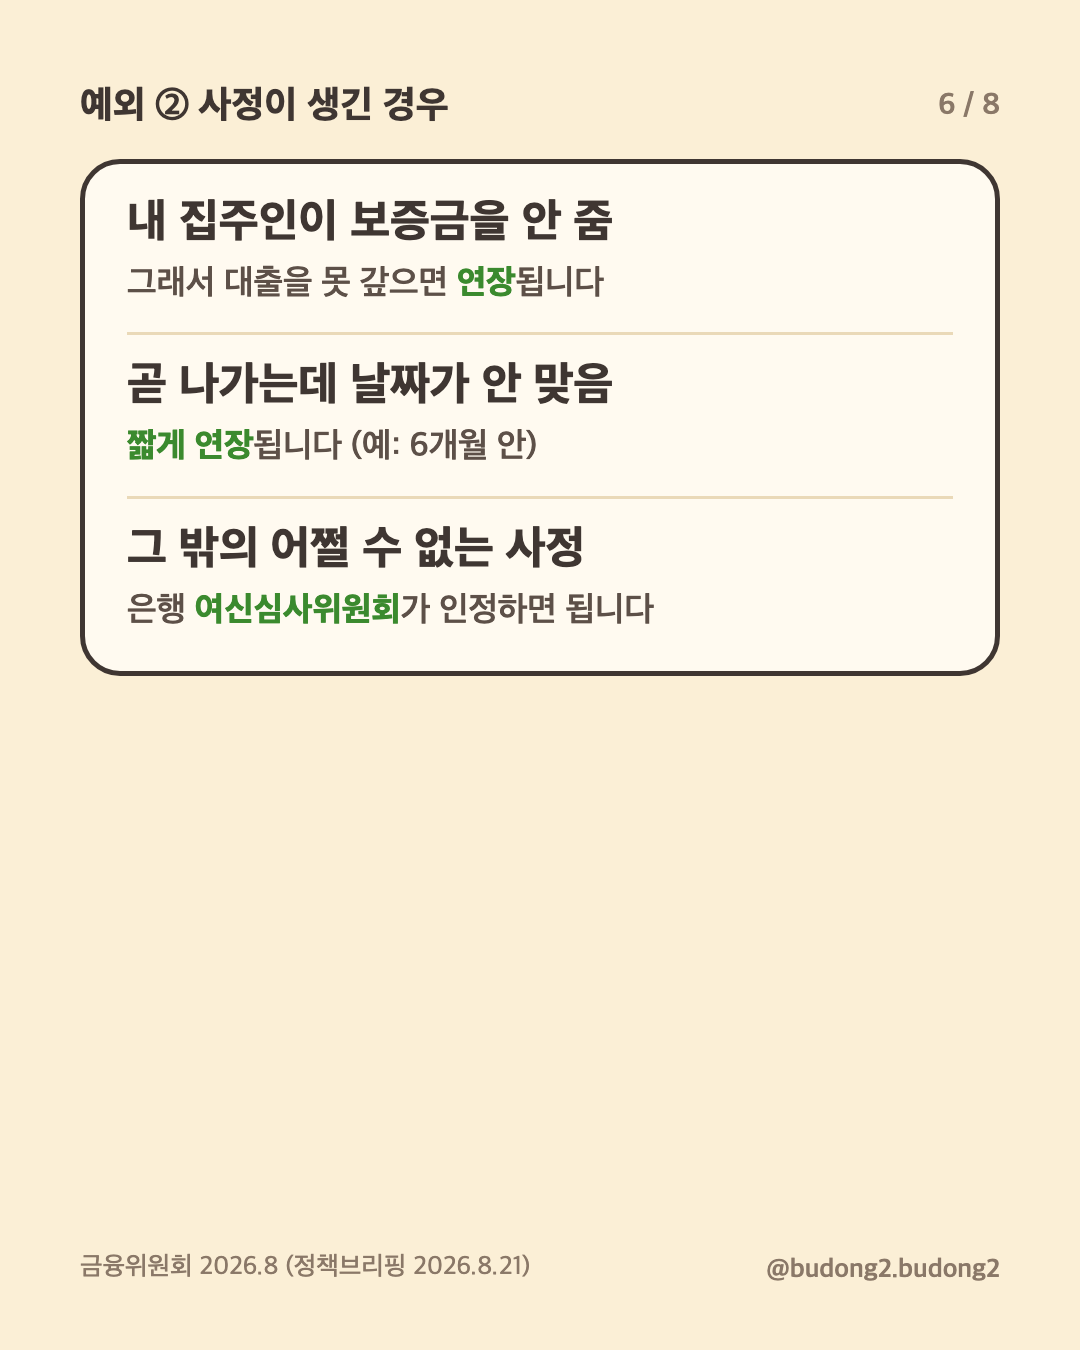 예외 ② 사정이 생긴 경우
6 / 8
내 집주인이 보증금을 안 줌
그래서 대출을 못 갚으면 연장됩니다
곧 나가는데 날짜가 안 맞음
짧게 연장됩니다 (예: 6개월 안)
그 밖의 어쩔 수 없는 사정
은행 여신심사위원회가 인정하면 됩니다
금융위원회 2026.8 (정책브리핑 2026.8.21)
@budong2.budong2